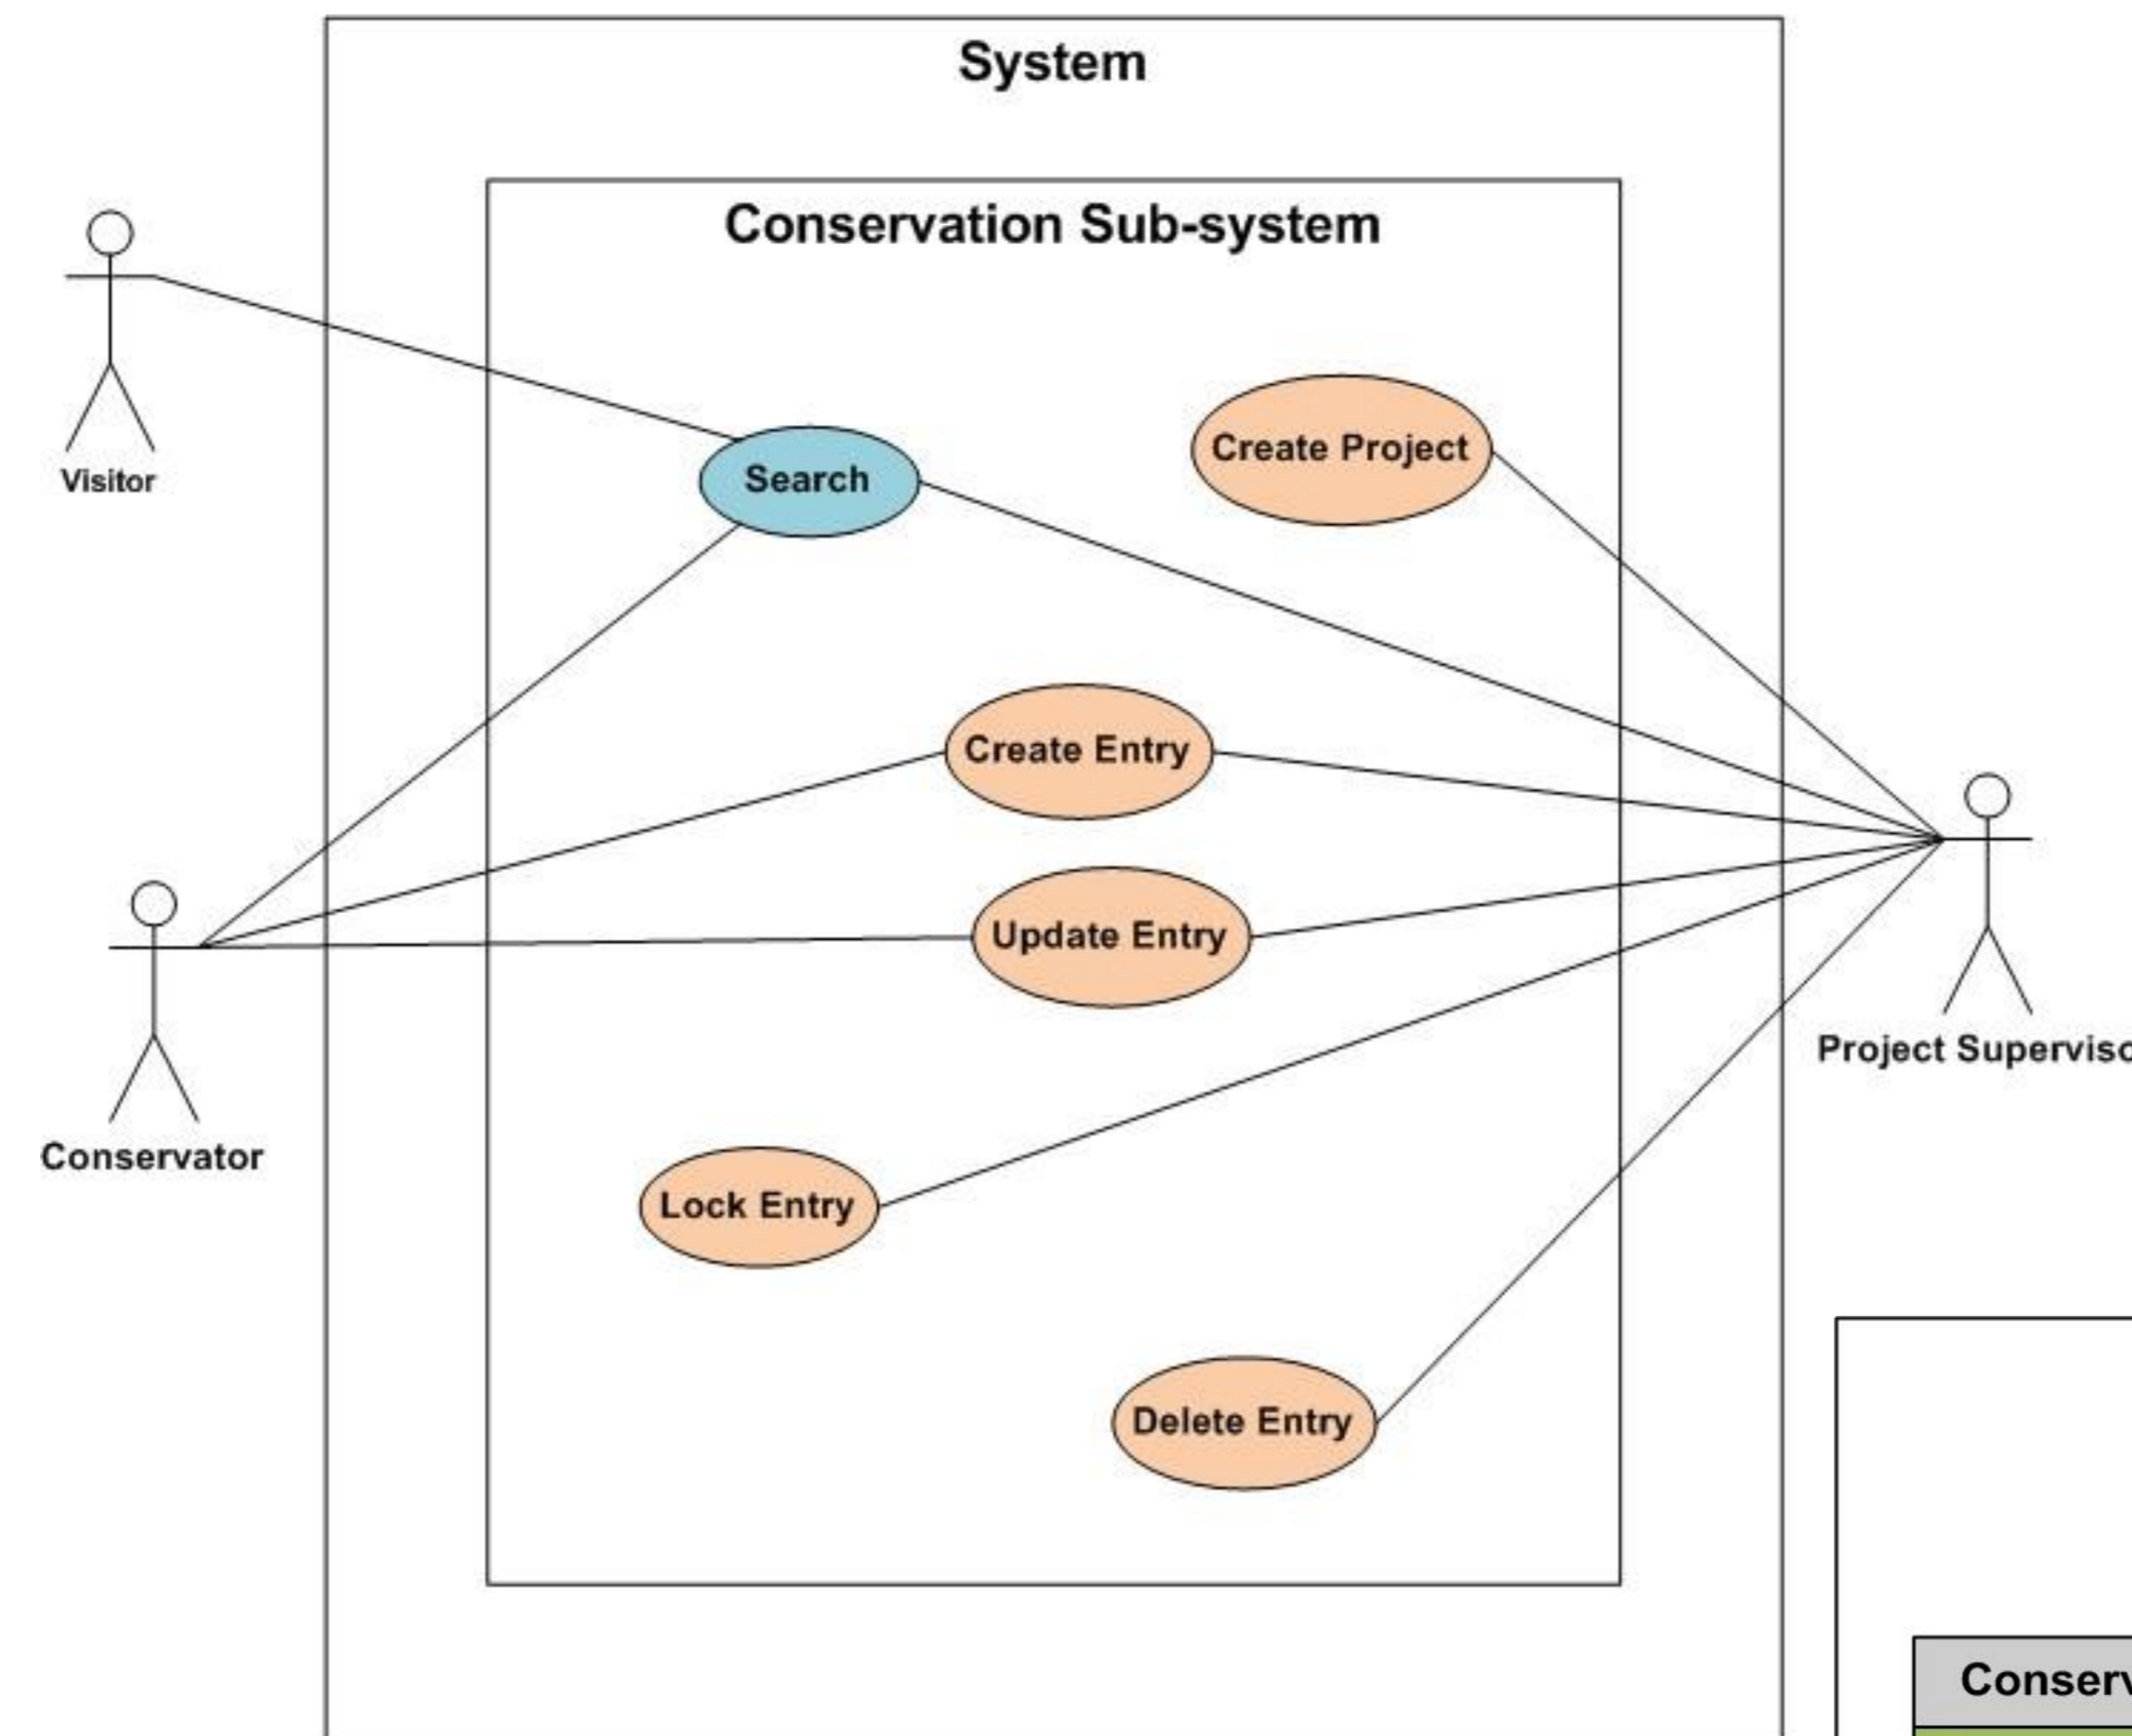 System
Conservation Sub-system
Visitor
Search
Create Project
Create Entry
Update Entry
Project Superviso
Conservator
Lock Entry
Delete Entry
Conserv